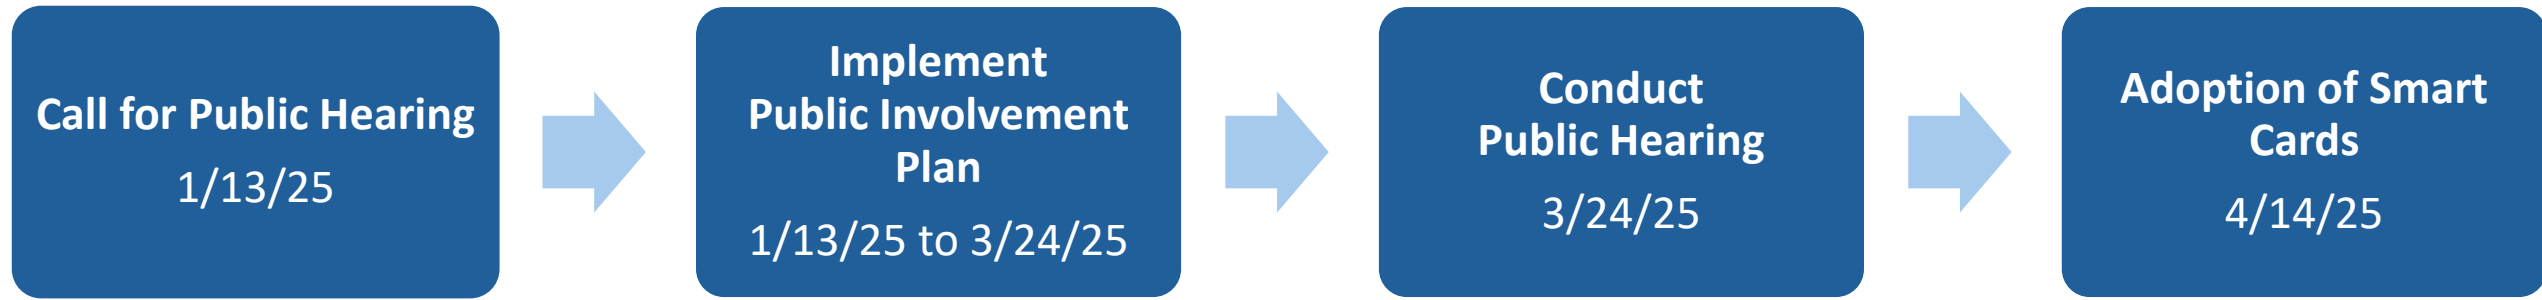 Call for Public Hearing
1/13/25
Implement
Public Involvement
Plan
1/13/25 to 3/24/25
Conduct
Public Hearing
3/24/25
Adoption of Smart
Cards
4/14/25